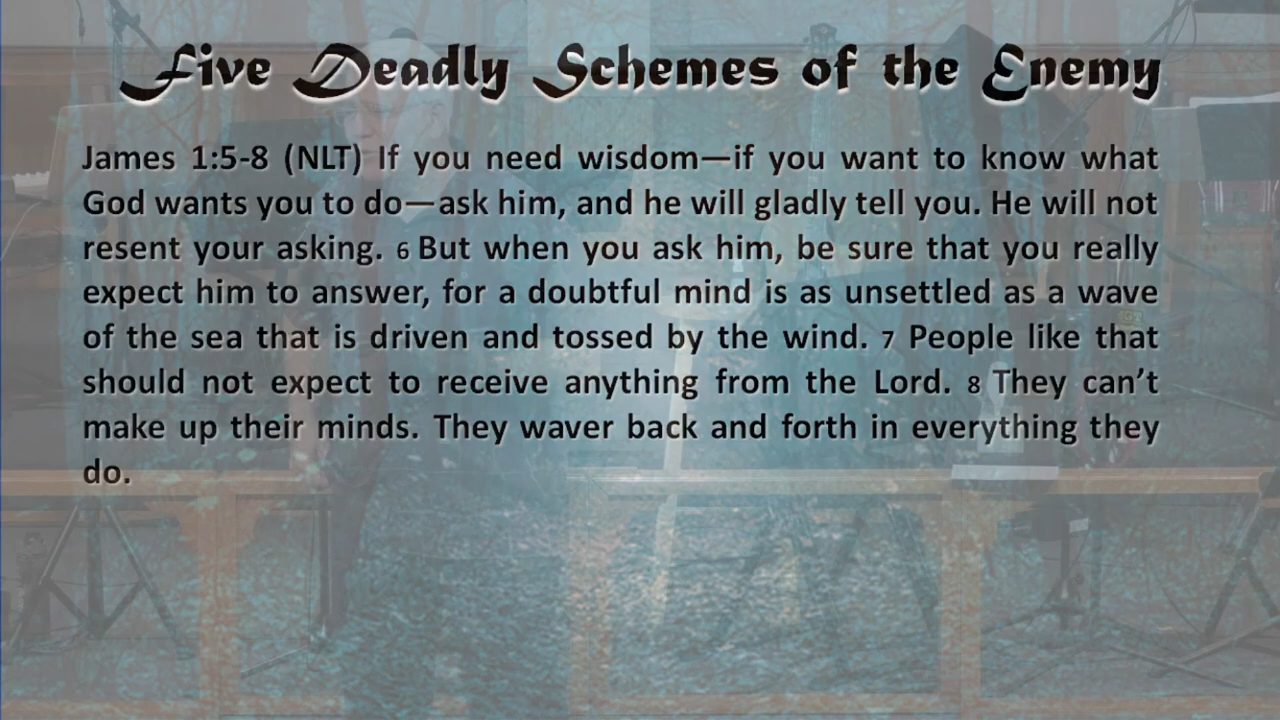 Five Deadly Schemes of the Enemy
James 1:5-8 (NLT) If you need wisdom—if you want to know what
God wants you to do—ask him, and he will gladly tell you. He will not
resent your asking. 6 But when you ask him, be sure that you really
expect him to answer, for a doubtful mind is as unsettled as a wave
of the sea that is driven and tossed by the wind. 7 People like that
should not expect to receive anything from the Lord. 8 They can’t
make up their minds. They waver back and forth in everything they
do.